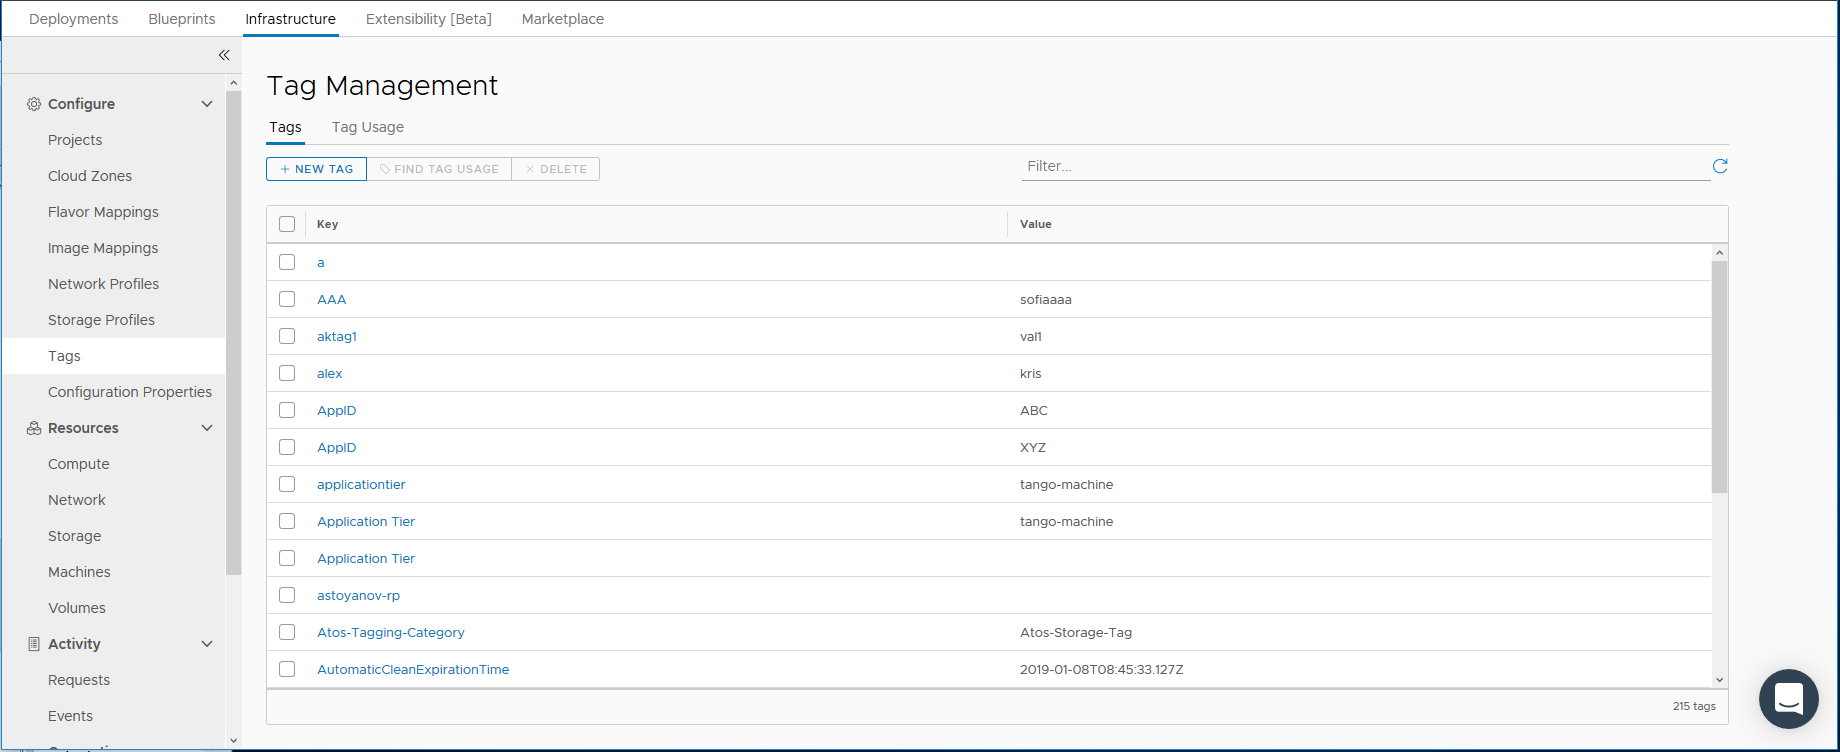 Deployments Blueprints Infrastructure Extensibility [Beta] Marketplace
Configure
Projects
Cloud Zones
Flavor Mappings
Image Mappings
Network Profiles
Storage Profiles
Tags
Configuration Properties
Resources
Compute
Network
Storage
Machines
Volumes
Activity
Requests
Events
Tag Management
Tags Tag Usage
+ NEW TAG FIND TAG USAGE × DELETE
Filter...
Key Value
a
AAA sofiaaaa
aktag1 val1
alex kris
AppID ABC
AppID XYZ
applicationtier tango-machine
Application Tier tango-machine
Application Tier
astoyanov-rp
Atos-Tagging-Category Atos-Storage-Tag
AutomaticCleanExpirationTime 2019-01-08T08:45:33.127Z
215 tags